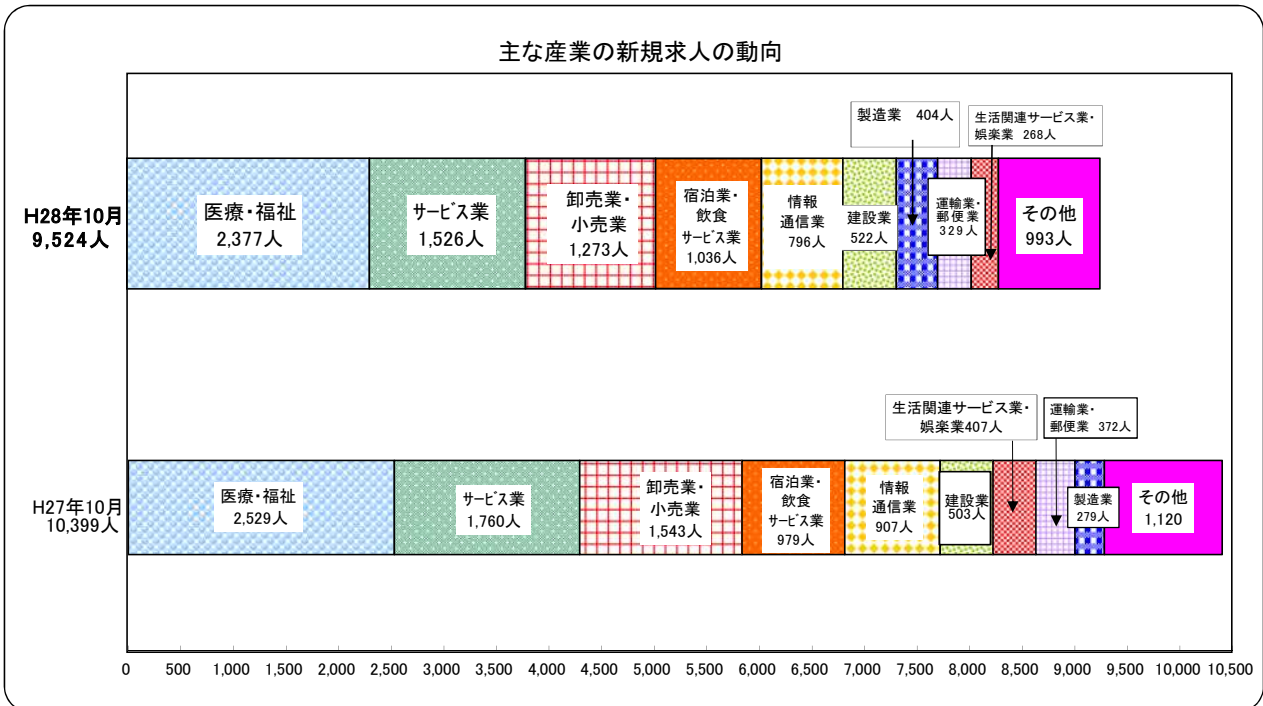 主な産業の新規求人の動向
製造業 404人
生活関連サービス業・
娯楽業 268人
H28年10月
9,524人
医療・福祉
2,377人
サービス業
1,526人
卸売業・
小売業
1,273人
宿泊業・
飲食
サービス業
1,036人
情報
通信業
796人
建設業
522人
運輸業・
郵便業
329人
その他
993人
生活関連サービス業・
娯楽業407人
運輸業・
郵便業 372人
H27年10月
10,399人
医療・福祉
2,529人
サービス業
1,760人
卸売業・
小売業
1,543人
宿泊業・
飲食
サービス業
979人
情報
通信業
907人
建設業
503人
製造業
279人
その他
1,120
0 500 1,000 1,500 2,000 2,500 3,000 3,500 4,000 4,500 5,000 5,500 6,000 6,500 7,000 7,500 8,000 8,500 9,000 9,500 10,000 10,500